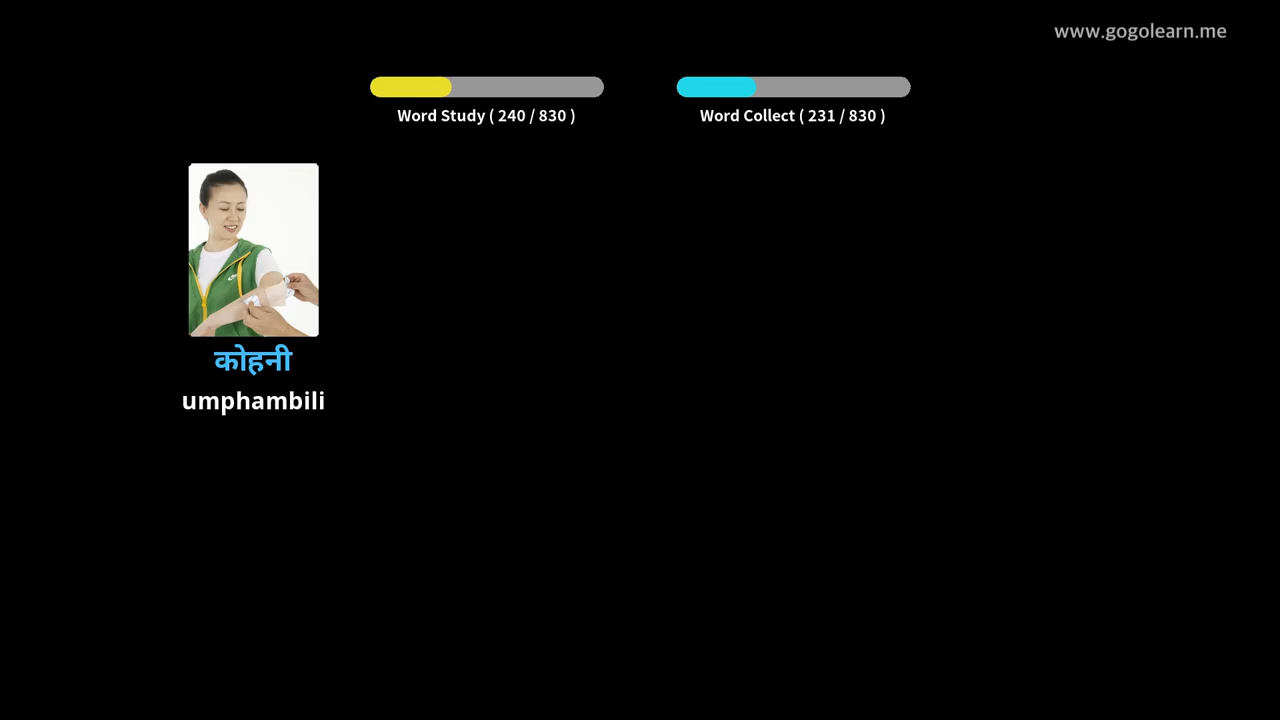 www.gogolearn.me
Word Study ( 240 / 830 )
Word Collect ( 231 / 830 )
कोहनी
umphambili